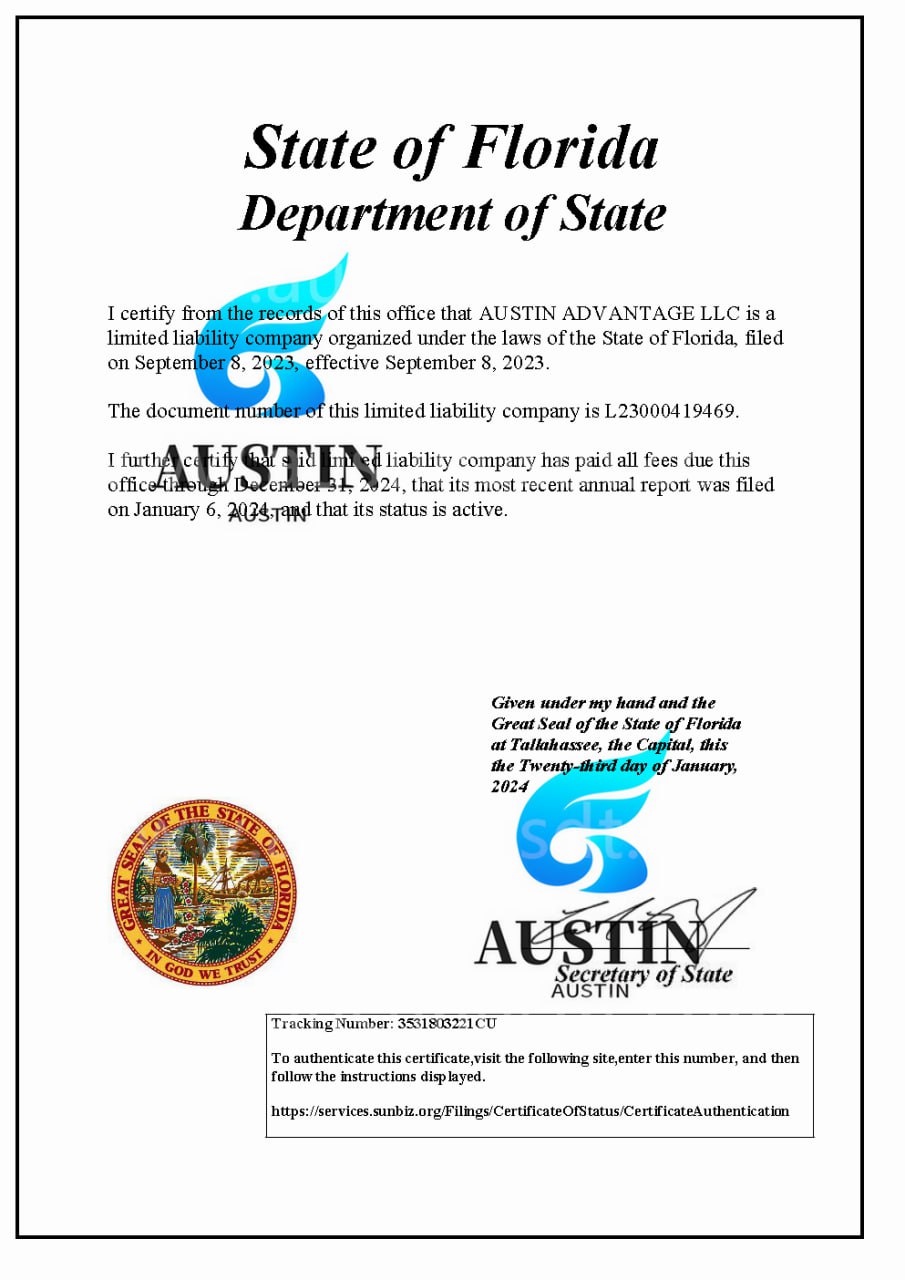 State of Florida
Department of State
I certify from the records of this office that AUSTIN ADVANTAGE LLC is a
limited liability company organized under the laws of the State of Florida, filed
on September 8, 2023, effective September 8, 2023.
The document number of this limited liability company is L23000419469.
I further certify that said limited liability company has paid all fees due this
office through December 31, 2024, that its most recent annual report was filed
on January 6, 2024, and that its status is active.
AUSTIN
AUSTIN
Given under my hand and the
Great Seal of the State of Florida
at Tallahassee, the Capital, this
the Twenty-third day of January,
2024
GREAT SEAL OF THE STATE OF FLORIDA
IN GOD WE TRUST
AUSTIN
Secretary of State
AUSTIN
Tracking Number: 3531803221CU
To authenticate this certificate,visit the following site,enter this number, and then
follow the instructions displayed.
https://services.sunbiz.org/Filings/CertificateOfStatus/CertificateAuthentication